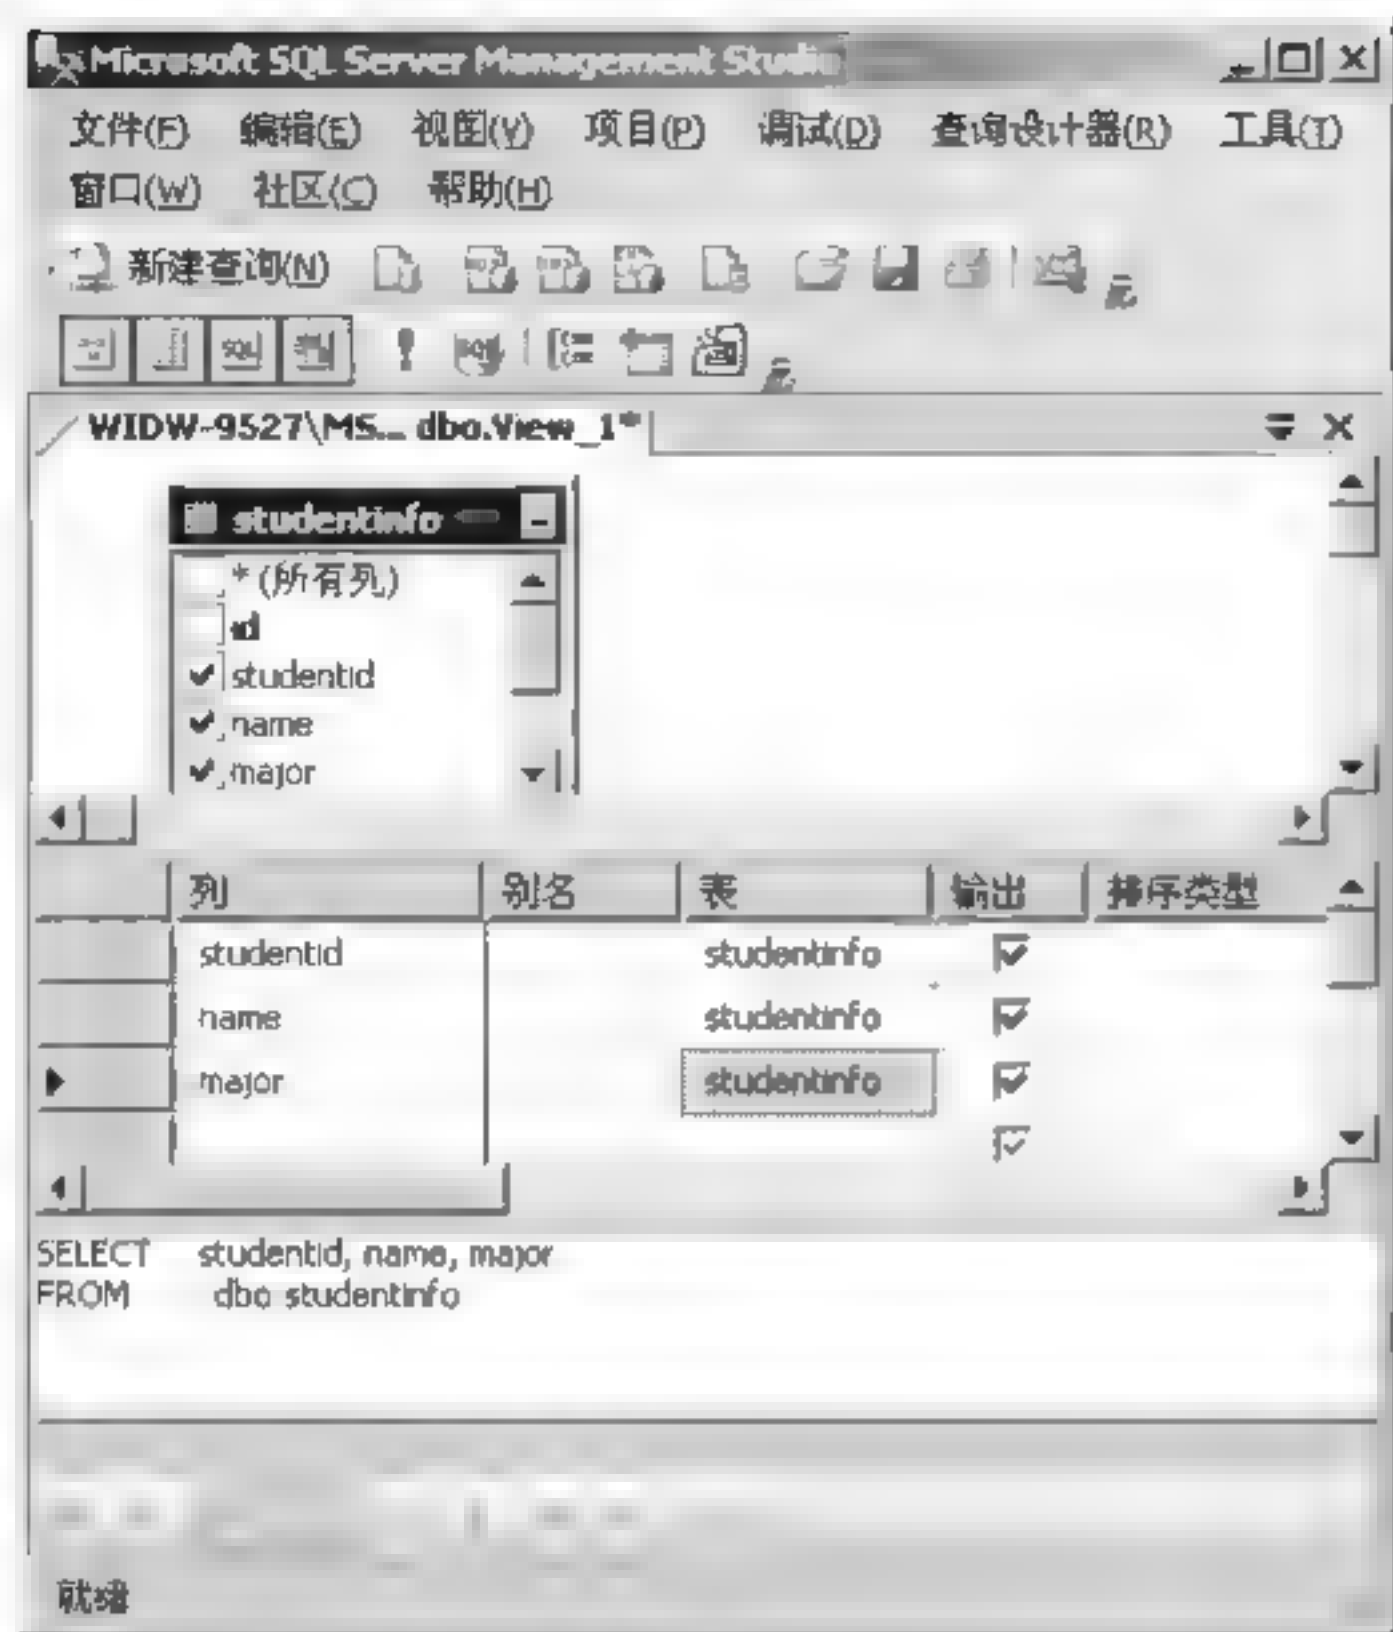 Microsoft SQL Server Management Studio
文件(F) 编辑(E) 视图(V) 项目(P) 调试(D) 查询设计器(R) 工具(T)
窗口(W) 社区(C) 帮助(H)
新建查询(N)
SQL
WIDW-9527\MS... dbo.View_1*
studentinfo
* (所有列)
id
studentid
name
major
列 别名 表 输出 排序类型
studentid studentinfo
name studentinfo
major studentinfo
SELECT studentid, name, major
FROM dbo studentinfo
就绪